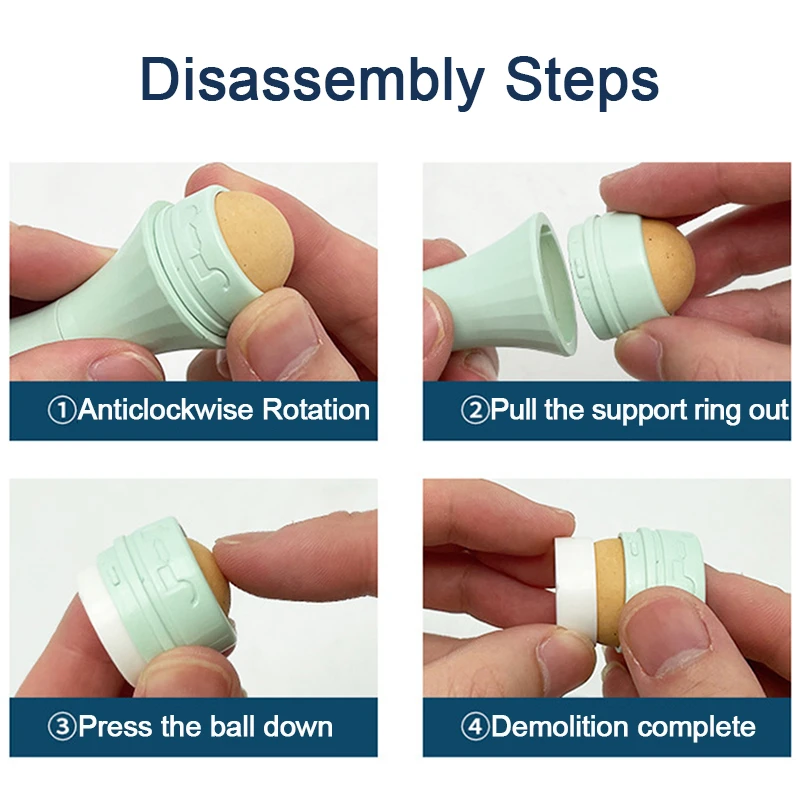 Disassembly Steps
①Anticlockwise Rotation
②Pull the support ring out
③Press the ball down
④Demolition complete